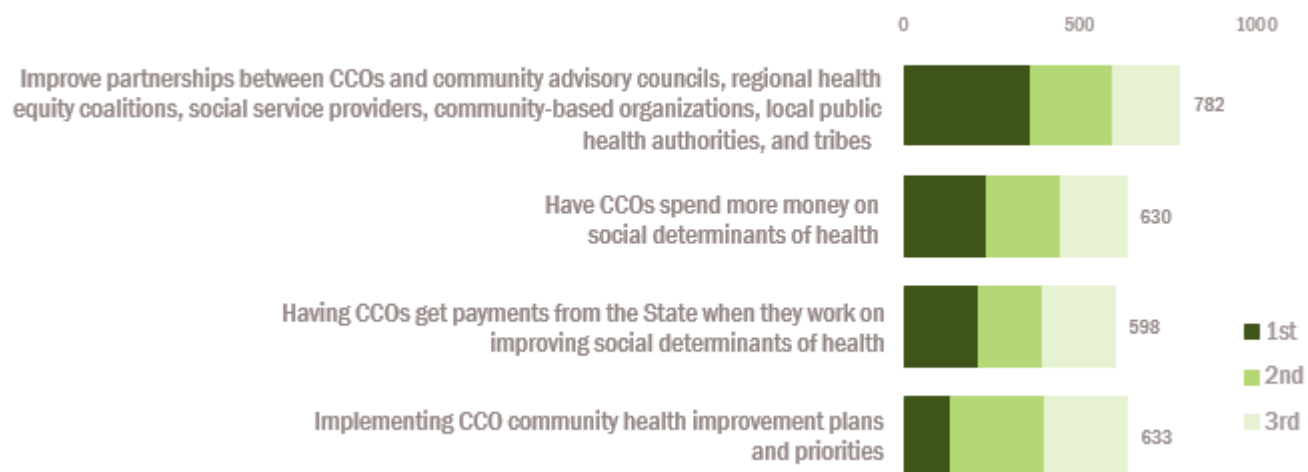 0 500 1000
Improve partnerships between CCOs and community advisory councils, regional health
equity coalitions, social service providers, community-based organizations, local public
health authorities, and tribes
782
Have CCOs spend more money on
social determinants of health
630
Having CCOs get payments from the State when they work on
improving social determinants of health
598
Implementing CCO community health improvement plans
and priorities
633
1st
2nd
3rd